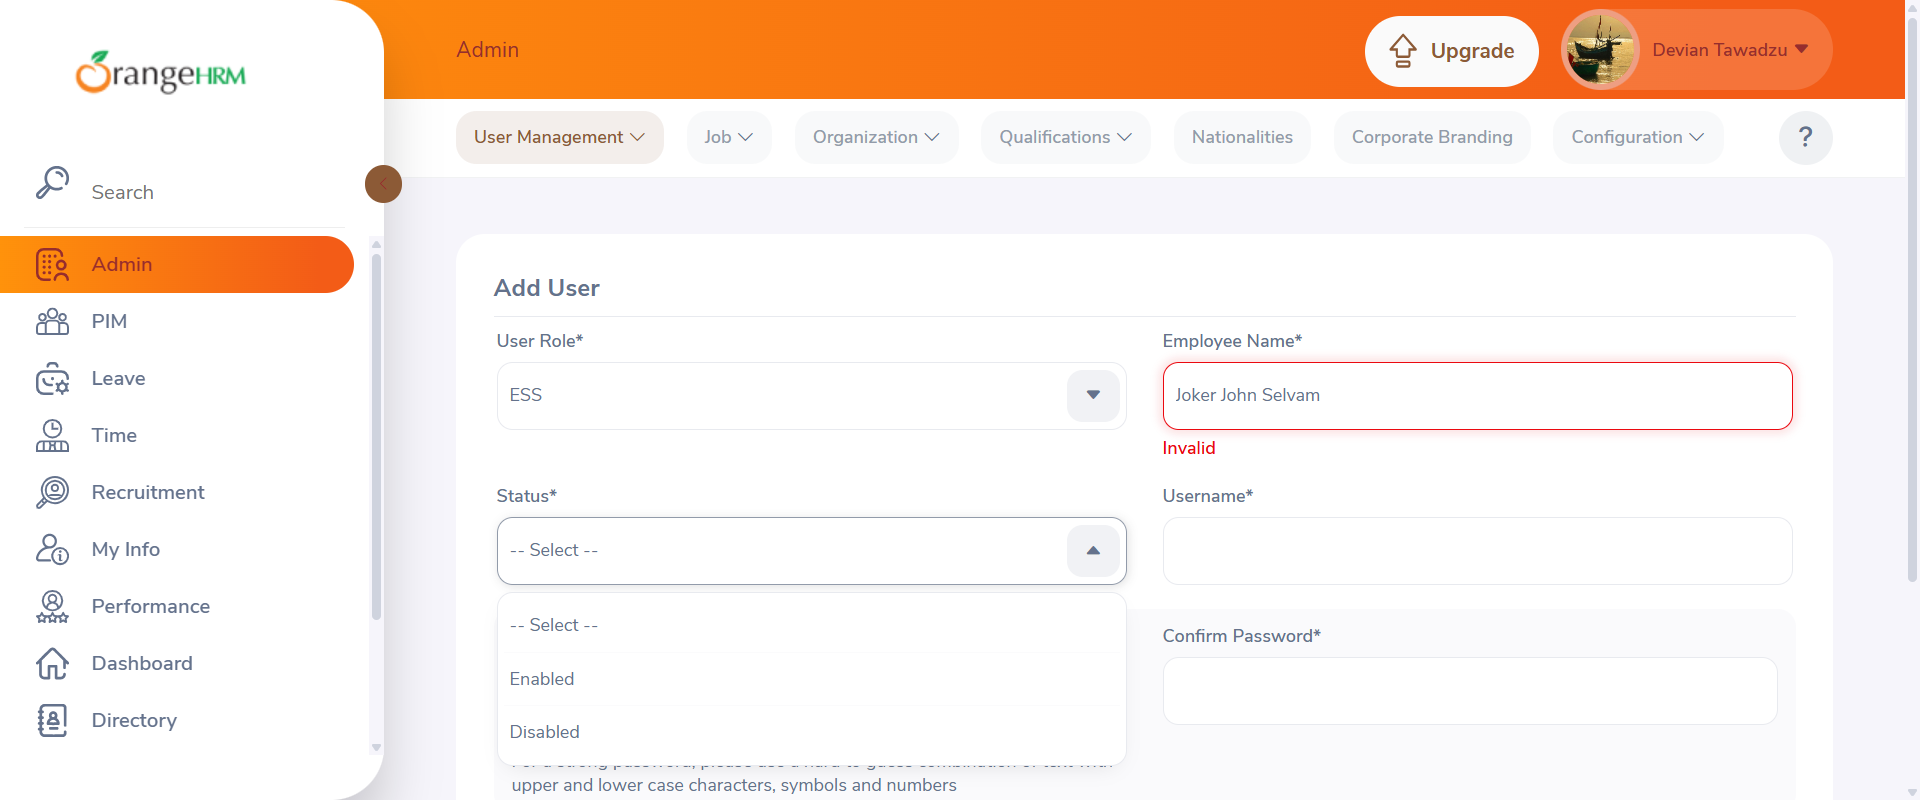 OrangeHRM
Admin
Upgrade
Devian Tawadzu
User Management
Job
Organization
Qualifications
Nationalities
Corporate Branding
Configuration
?
Search
Admin
PIM
Leave
Time
Recruitment
My Info
Performance
Dashboard
Directory
Add User
User Role*
ESS
Employee Name*
Joker John Selvam
Invalid
Status*
-- Select --
Username*
-- Select --
Enabled
Disabled
Confirm Password*
upper and lower case characters, symbols and numbers